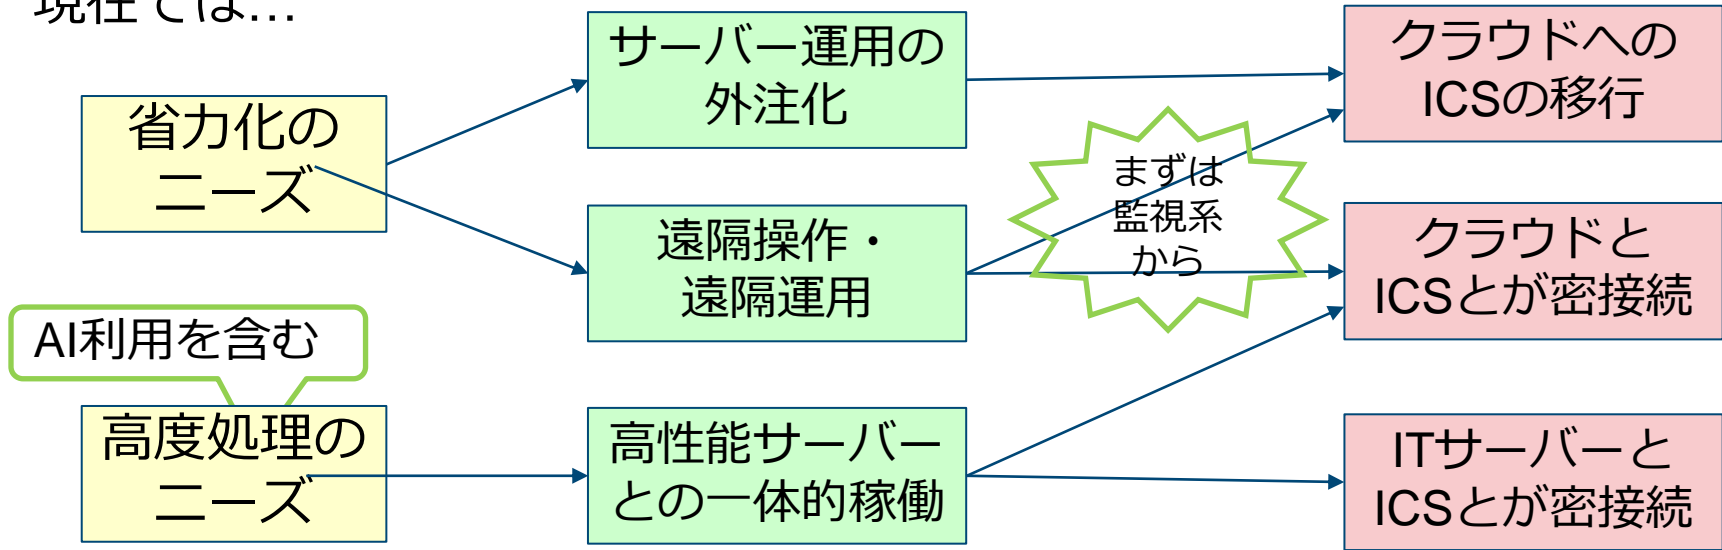 現在では…
省力化の
ニーズ
AI利用を含む
高度処理の
ニーズ
サーバー運用の
外注化
遠隔操作・
遠隔運用
高性能サーバー
との一体的稼働
まずは
監視系
から
クラウドへの
ICSの移行
クラウドと
ICSとが密接続
ITサーバーと
ICSとが密接続